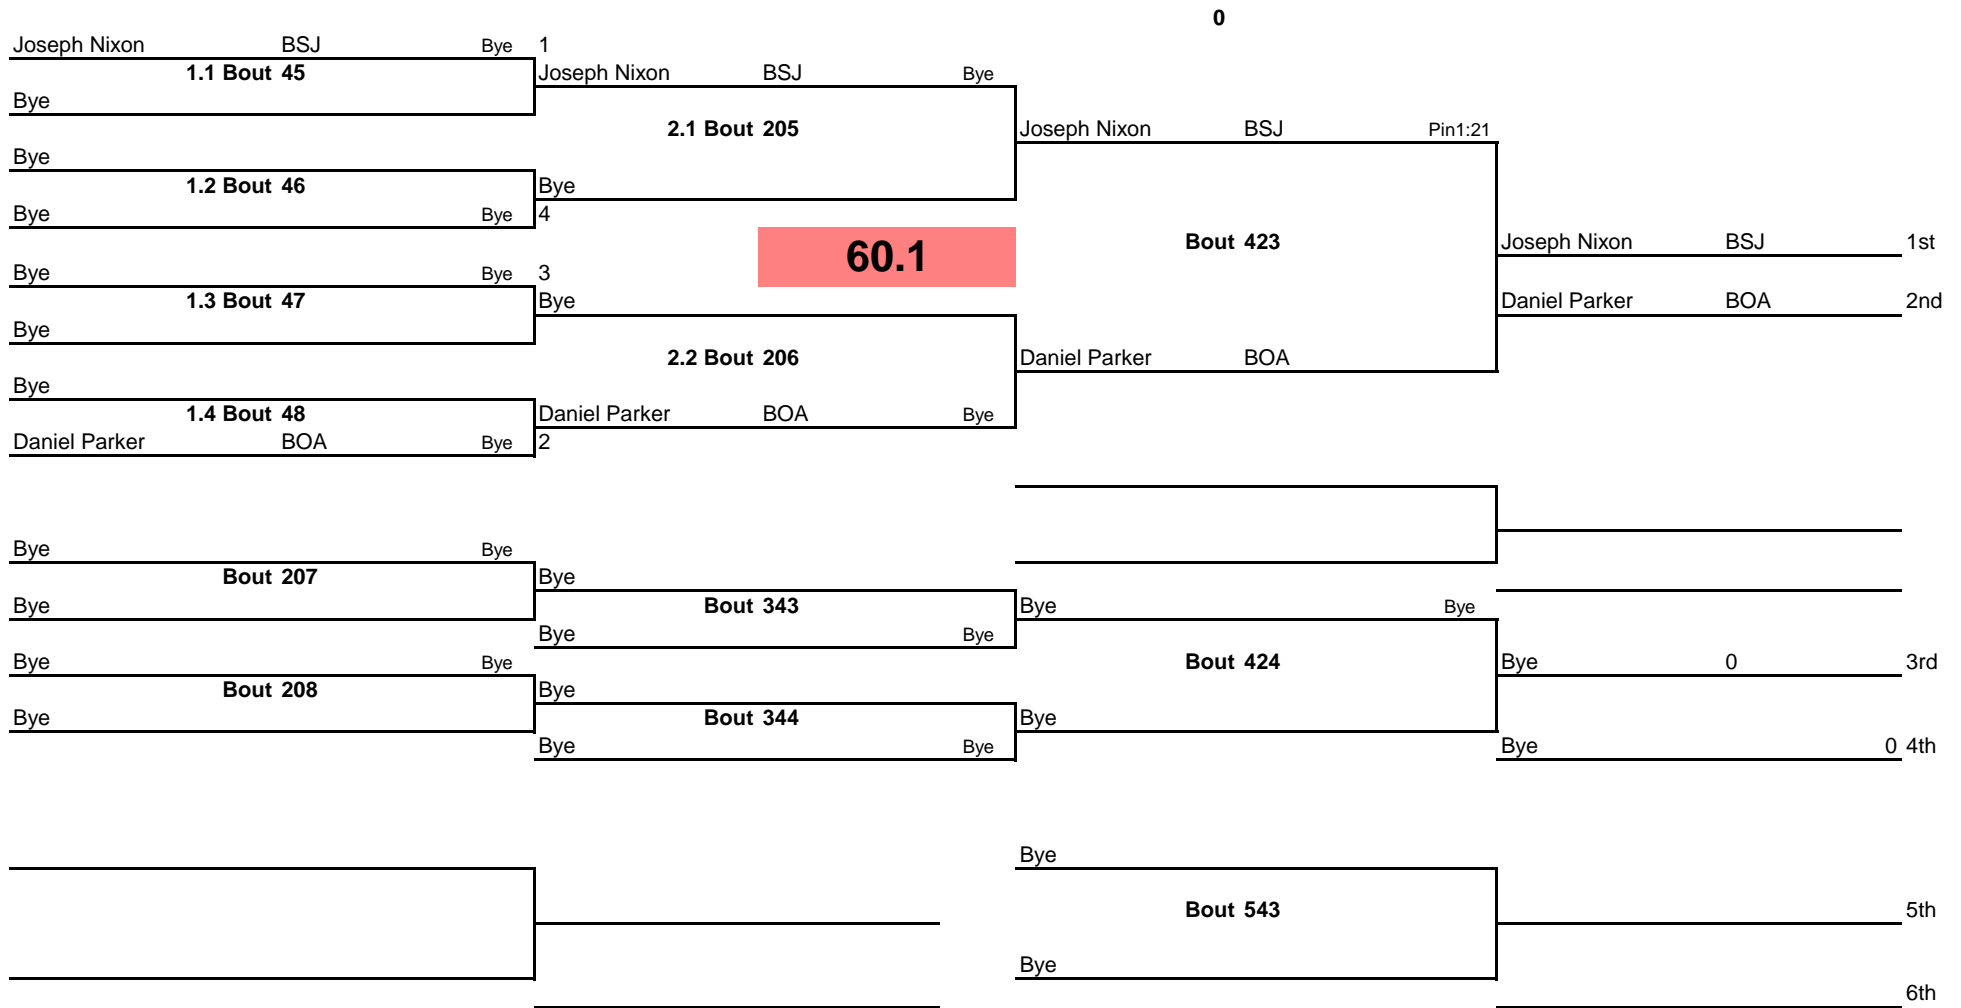 0
Joseph Nixon BSJ Bye 1
1.1 Bout 45 Joseph Nixon BSJ Bye
Bye
2.1 Bout 205 Joseph Nixon BSJ Pin1:21
Bye
1.2 Bout 46 Bye
Bye Bye 4
60.1 Bout 423 Joseph Nixon BSJ 1st
Bye Bye 3
1.3 Bout 47 Bye Daniel Parker BOA 2nd
Bye
2.2 Bout 206 Daniel Parker BOA
Bye
1.4 Bout 48 Daniel Parker BOA Bye
Daniel Parker BOA Bye 2
Bye Bye
Bout 207 Bye
Bye Bout 343 Bye Bye
Bye Bye
Bye Bye Bout 424 Bye 0 3rd
Bout 208 Bye
Bye Bout 344 Bye
Bye Bye Bye 0 4th
Bye
Bout 543 5th
Bye
6th